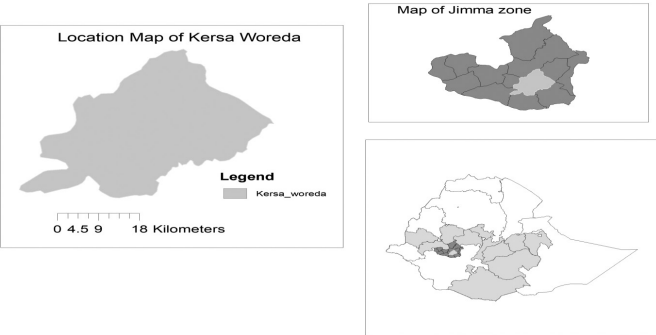 Location Map of Kersa Woreda
Legend
Kersa_woreda
0 4.5 9 18 Kilometers
Map of Jimma zone